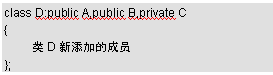 class D:public A,public B,private C
{
类 D 新添加的成员
};